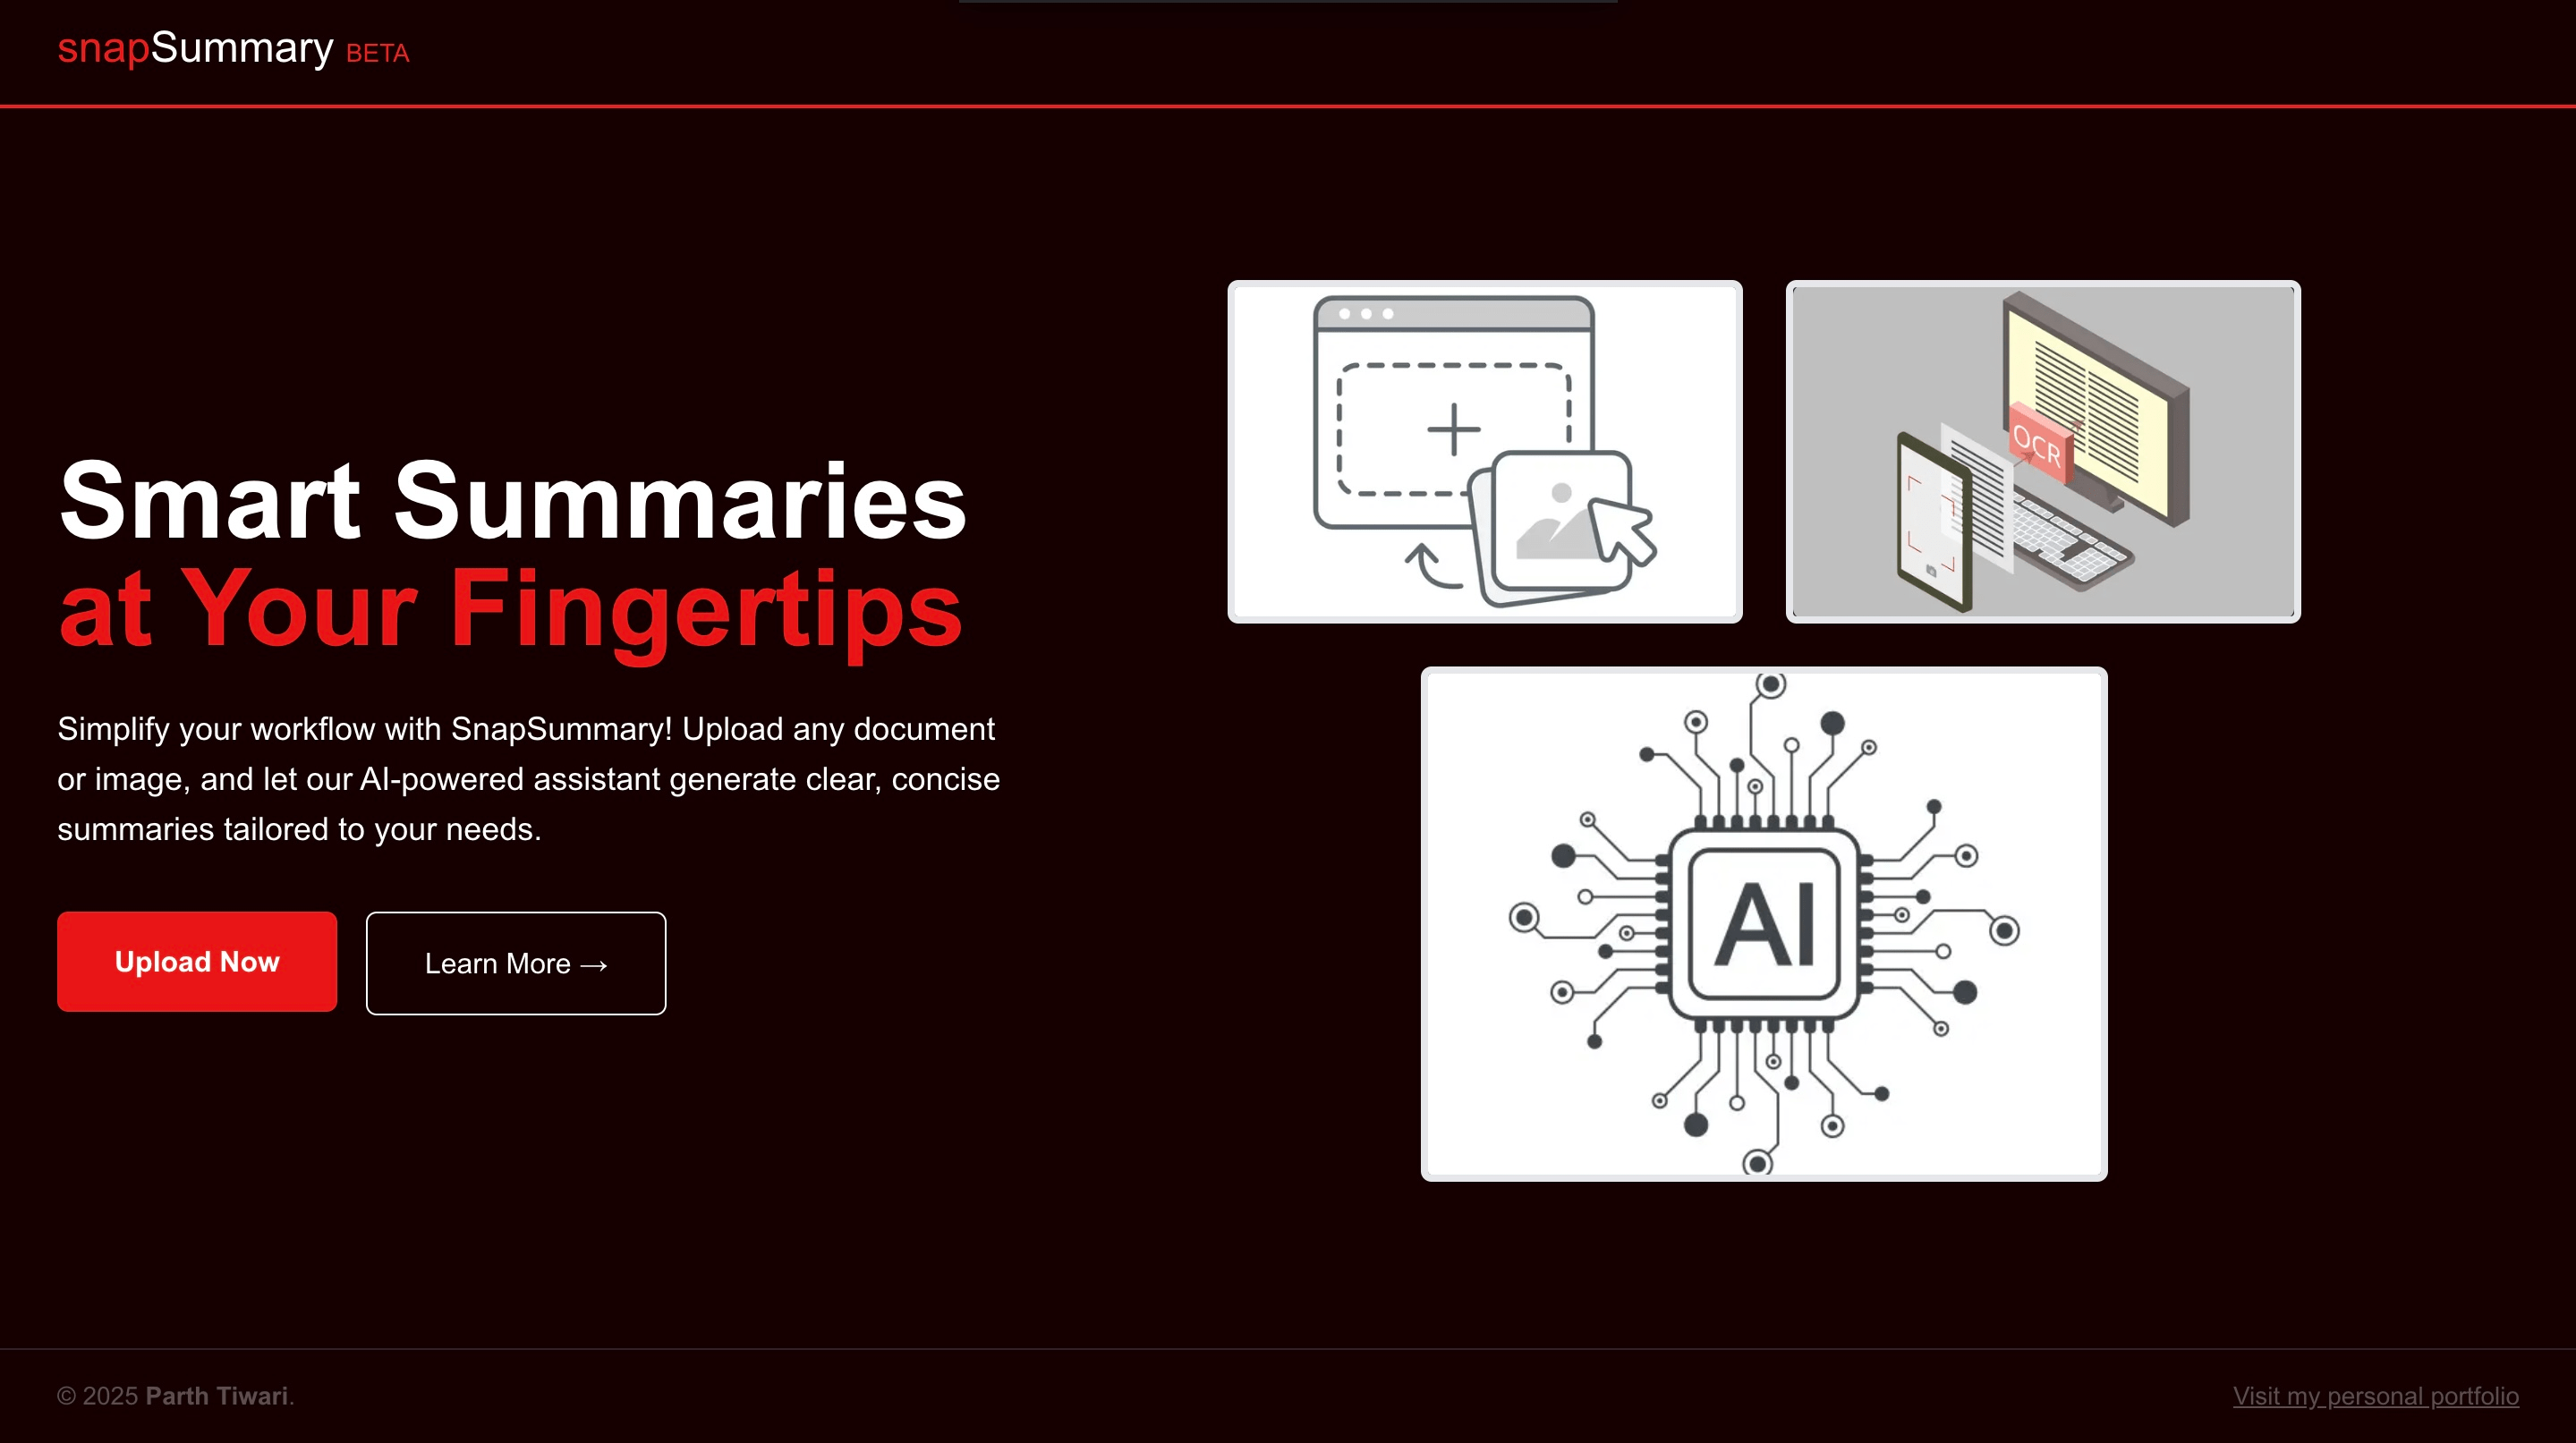 snapSummary BETA
Smart Summaries
at Your Fingertips
Simplify your workflow with SnapSummary! Upload any document
or image, and let our AI-powered assistant generate clear, concise
summaries tailored to your needs.
Upload Now
Learn More →
OCR
AI
© 2025 Parth Tiwari.
Visit my personal portfolio